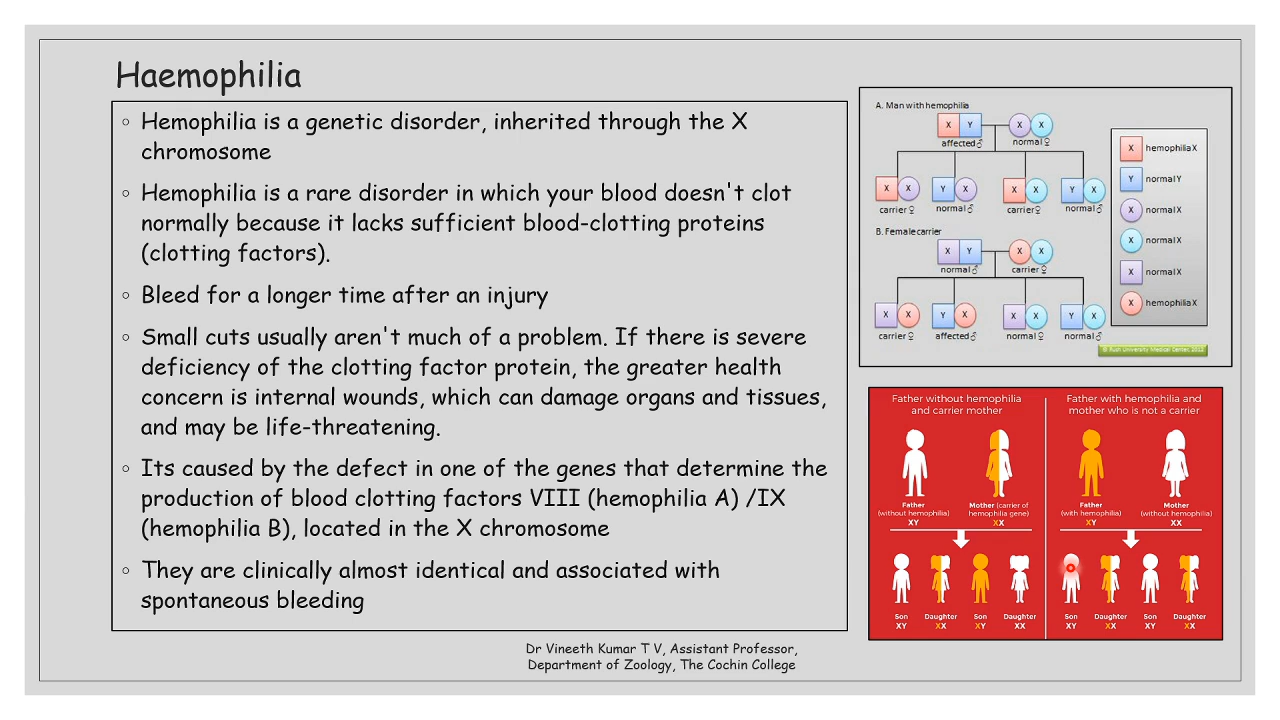 Haemophilia
◦ Hemophilia is a genetic disorder, inherited through the X
chromosome
◦ Hemophilia is a rare disorder in which your blood doesn't clot
normally because it lacks sufficient blood-clotting proteins
(clotting factors).
◦ Bleed for a longer time after an injury
◦ Small cuts usually aren't much of a problem. If there is severe
deficiency of the clotting factor protein, the greater health
concern is internal wounds, which can damage organs and tissues,
and may be life-threatening.
◦ Its caused by the defect in one of the genes that determine the
production of blood clotting factors VIII (hemophilia A) /IX
(hemophilia B), located in the X chromosome
◦ They are clinically almost identical and associated with
spontaneous bleeding
A. Man with hemophilia
X Y X X
affected♂ normal♀
X X Y X X X Y X
carrier♀ normal♂ carrier♀ normal♂
B. Female carrier
X Y X X
normal♂ carrier♀
X X Y X X X Y X
carrier♀ affected♂ normal♀ normal♂
X hemophilia X
Y normal Y
X normal X
X normal X
X normal X
X hemophilia X
© Rush University Medical Center, 2012
Father without hemophilia
and carrier mother
Father
(without hemophilia)
XY
Mother (carrier of
hemophilia gene)
XX
Son Daughter Son Daughter
XY XX XY XX
Father with hemophilia and
mother who is not a carrier
Father
(with hemophilia)
XY
Mother
(without hemophilia)
XX
Son Daughter Son Daughter
XY XX XY XX
Dr Vineeth Kumar T V, Assistant Professor,
Department of Zoology, The Cochin College